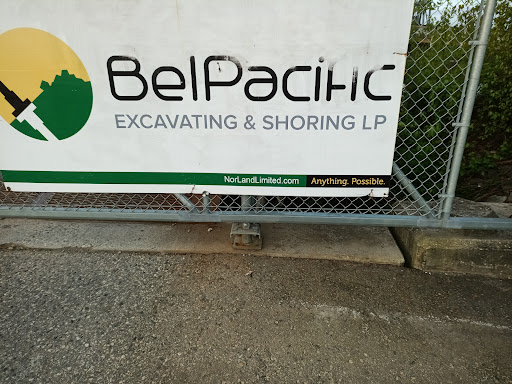 BelPacific
EXCAVATING & SHORING LP
NorLandLimited.com Anything. Possible.